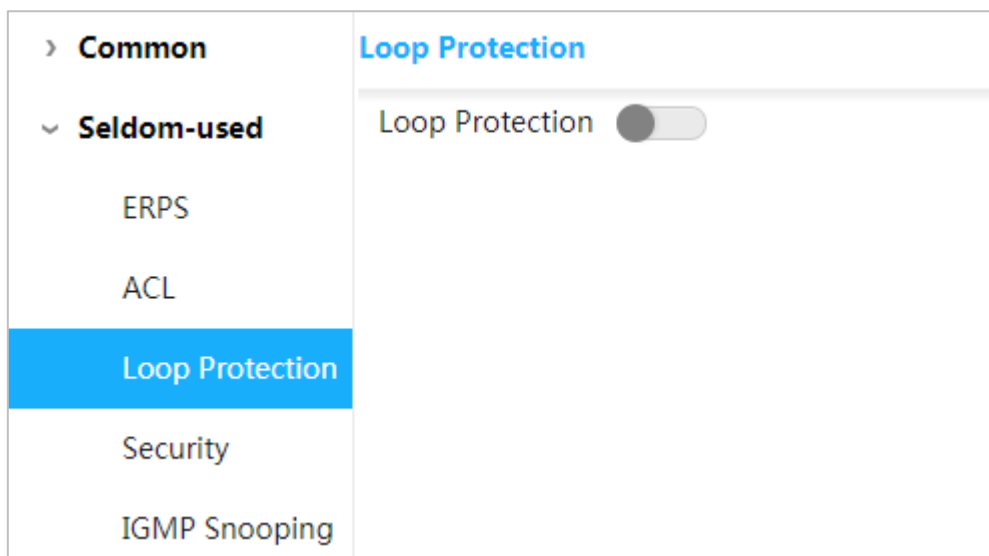 Common
Seldom-used
ERPS
ACL
Loop Protection
Security
IGMP Snooping
Loop Protection
Loop Protection